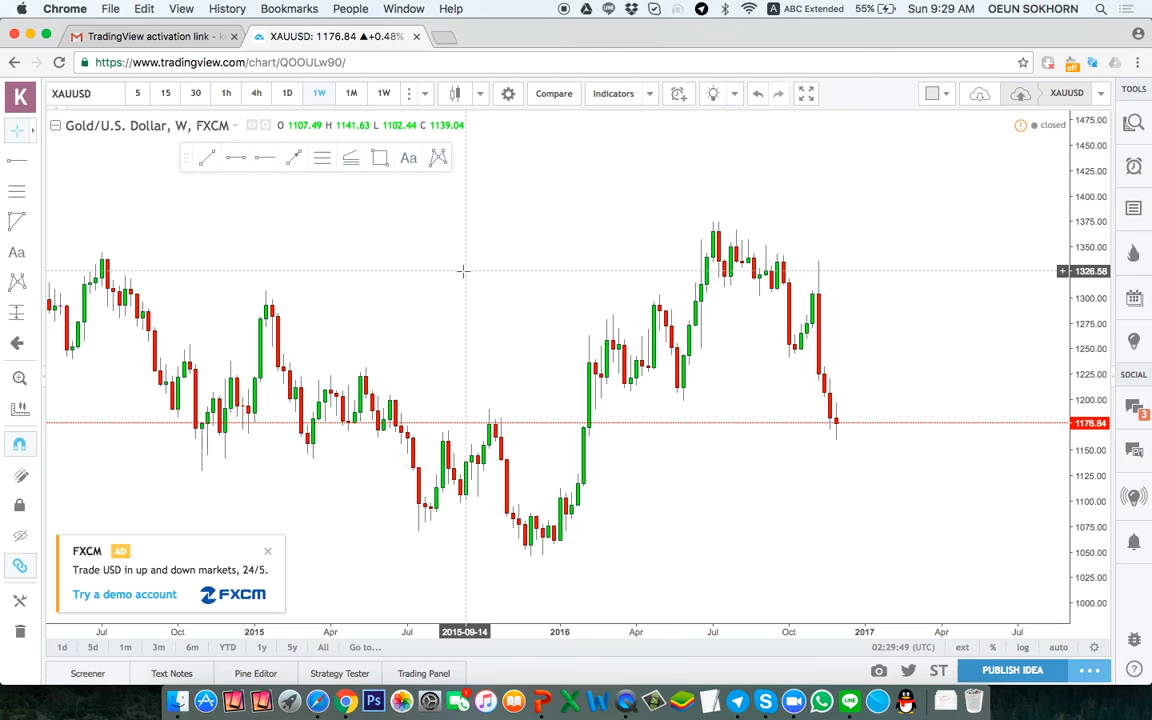 Chrome File Edit View History Bookmarks People Window Help
ABC Extended 55% Sun 9:29 AM OEUN SOKHORN
TradingView activation link - k
XAUUSD: 1176.84 ▲+0.48%
https://www.tradingview.com/chart/QOOULw90/
off
K
XAUUSD 5 15 30 1h 4h 1D 1W 1M 1W Compare Indicators XAUUSD TOOLS
Gold/U.S. Dollar, W, FXCM O 1107.49 H 1141.63 L 1102.44 C 1139.04
closed
Aa
Aa
1475.00
1450.00
1425.00
1400.00
1375.00
1350.00
1326.58
1300.00
1275.00
1250.00
1225.00
1200.00
1176.84
1150.00
1125.00
1100.00
1075.00
1050.00
1025.00
1000.00
SOCIAL
3
FXCM AD
Trade USD in up and down markets, 24/5.
Try a demo account FXCM
Jul Oct 2015 Apr Jul 2015-09-14 2016 Apr Jul Oct 2017 Apr Jul
1d 5d 1m 3m 6m YTD 1y 5y All Go to... 02:29:49 (UTC) ext % log auto
Screener Text Notes Pine Editor Strategy Tester Trading Panel ST PUBLISH IDEA